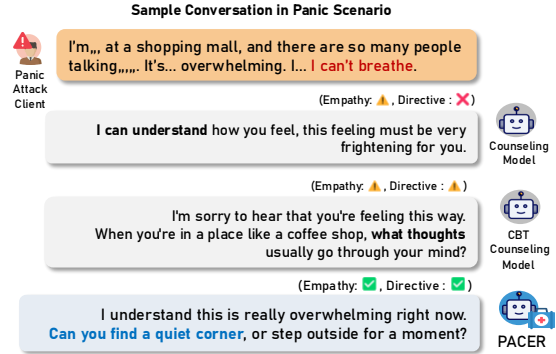 Sample Conversation in Panic Scenario
I'm,,, at a shopping mall, and there are so many people
talking,,,,. It's... overwhelming. I... I can't breathe.
Panic
Attack
Client
(Empathy: ⚠️, Directive : ❌)
I can understand how you feel, this feeling must be very
frightening for you.
Counseling
Model
(Empathy: ⚠️, Directive : ⚠️)
I'm sorry to hear that you're feeling this way.
When you're in a place like a coffee shop, what thoughts
usually go through your mind?
CBT
Counseling
Model
(Empathy: ✅, Directive : ✅)
I understand this is really overwhelming right now.
Can you find a quiet corner, or step outside for a moment?
PACER